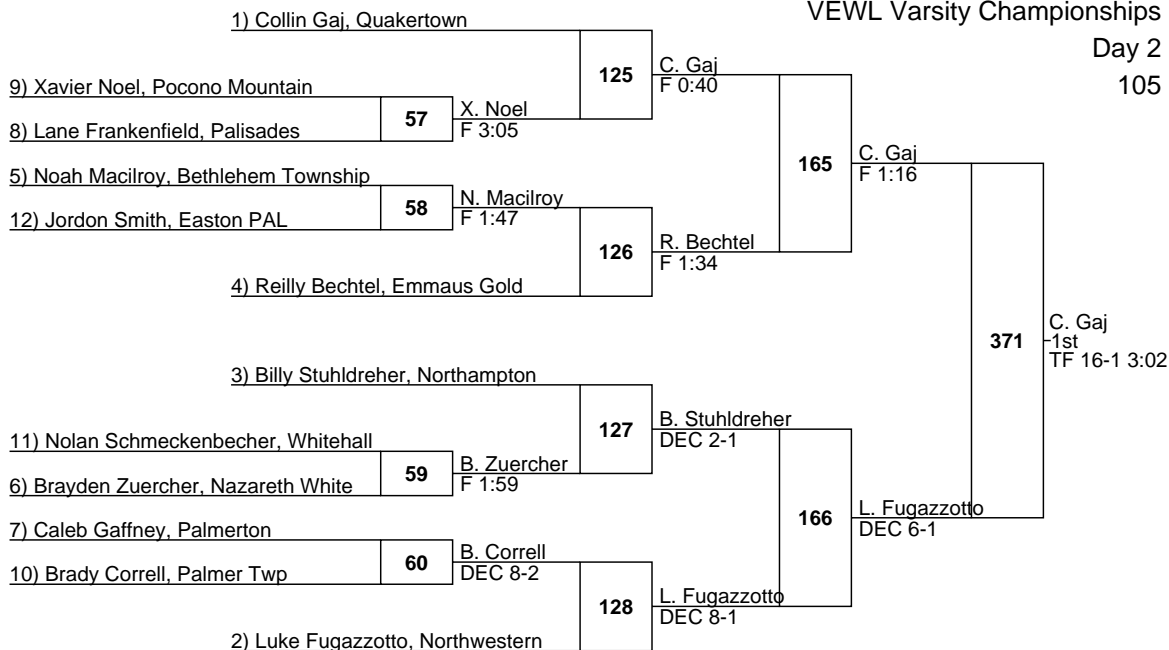 VEWL Varsity Championships
Day 2
105
1) Collin Gaj, Quakertown
125
C. Gaj
F 0:40
9) Xavier Noel, Pocono Mountain
57
X. Noel
F 3:05
8) Lane Frankenfield, Palisades
165
C. Gaj
F 1:16
5) Noah Macilroy, Bethlehem Township
58
N. Macilroy
F 1:47
12) Jordon Smith, Easton PAL
126
R. Bechtel
F 1:34
4) Reilly Bechtel, Emmaus Gold
371
C. Gaj
1st
TF 16-1 3:02
3) Billy Stuhldreher, Northampton
127
B. Stuhldreher
DEC 2-1
11) Nolan Schmeckenbecher, Whitehall
59
B. Zuercher
F 1:59
6) Brayden Zuercher, Nazareth White
166
L. Fugazzotto
DEC 6-1
7) Caleb Gaffney, Palmerton
60
B. Correll
DEC 8-2
10) Brady Correll, Palmer Twp
128
L. Fugazzotto
DEC 8-1
2) Luke Fugazzotto, Northwestern